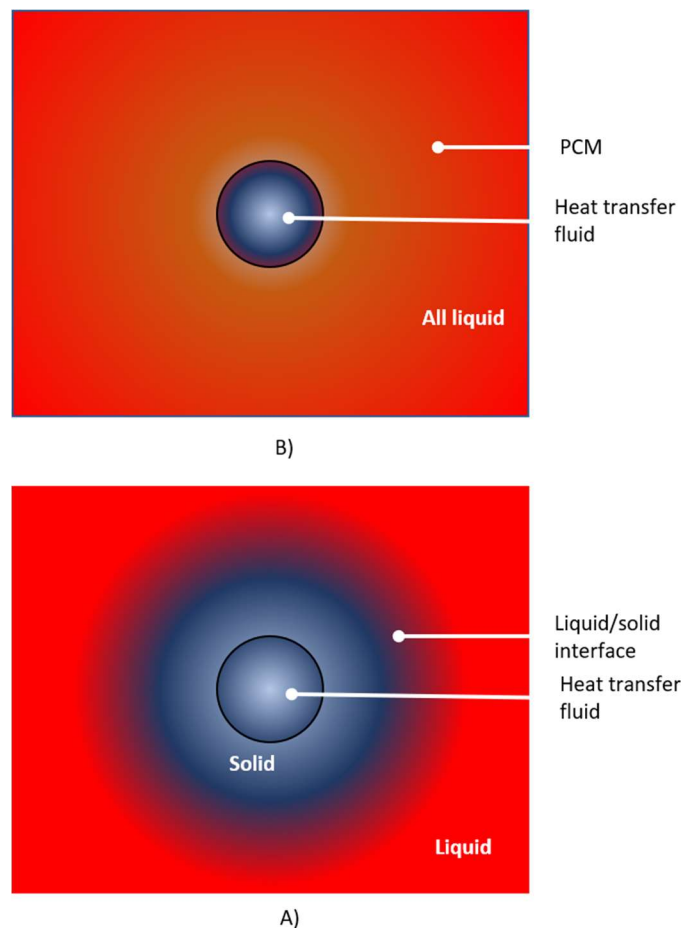 PCM
Heat transfer
fluid
All liquid
B)
Liquid/solid
interface
Heat transfer
fluid
Solid
Liquid
A)